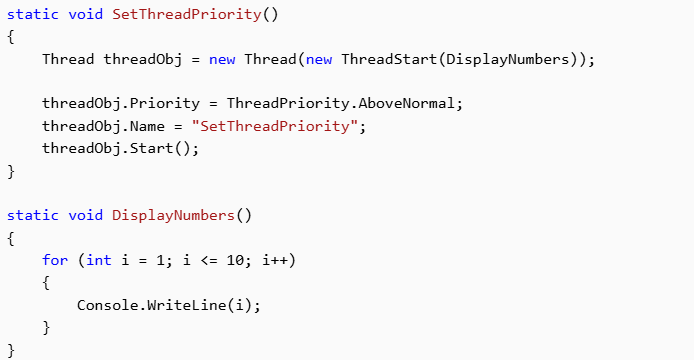 static void SetThreadPriority()
{
    Thread threadObj = new Thread(new ThreadStart(DisplayNumbers));

    threadObj.Priority = ThreadPriority.AboveNormal;
    threadObj.Name = "SetThreadPriority";
    threadObj.Start();
}

static void DisplayNumbers()
{
    for (int i = 1; i <= 10; i++)
    {
        Console.WriteLine(i);
    }
}